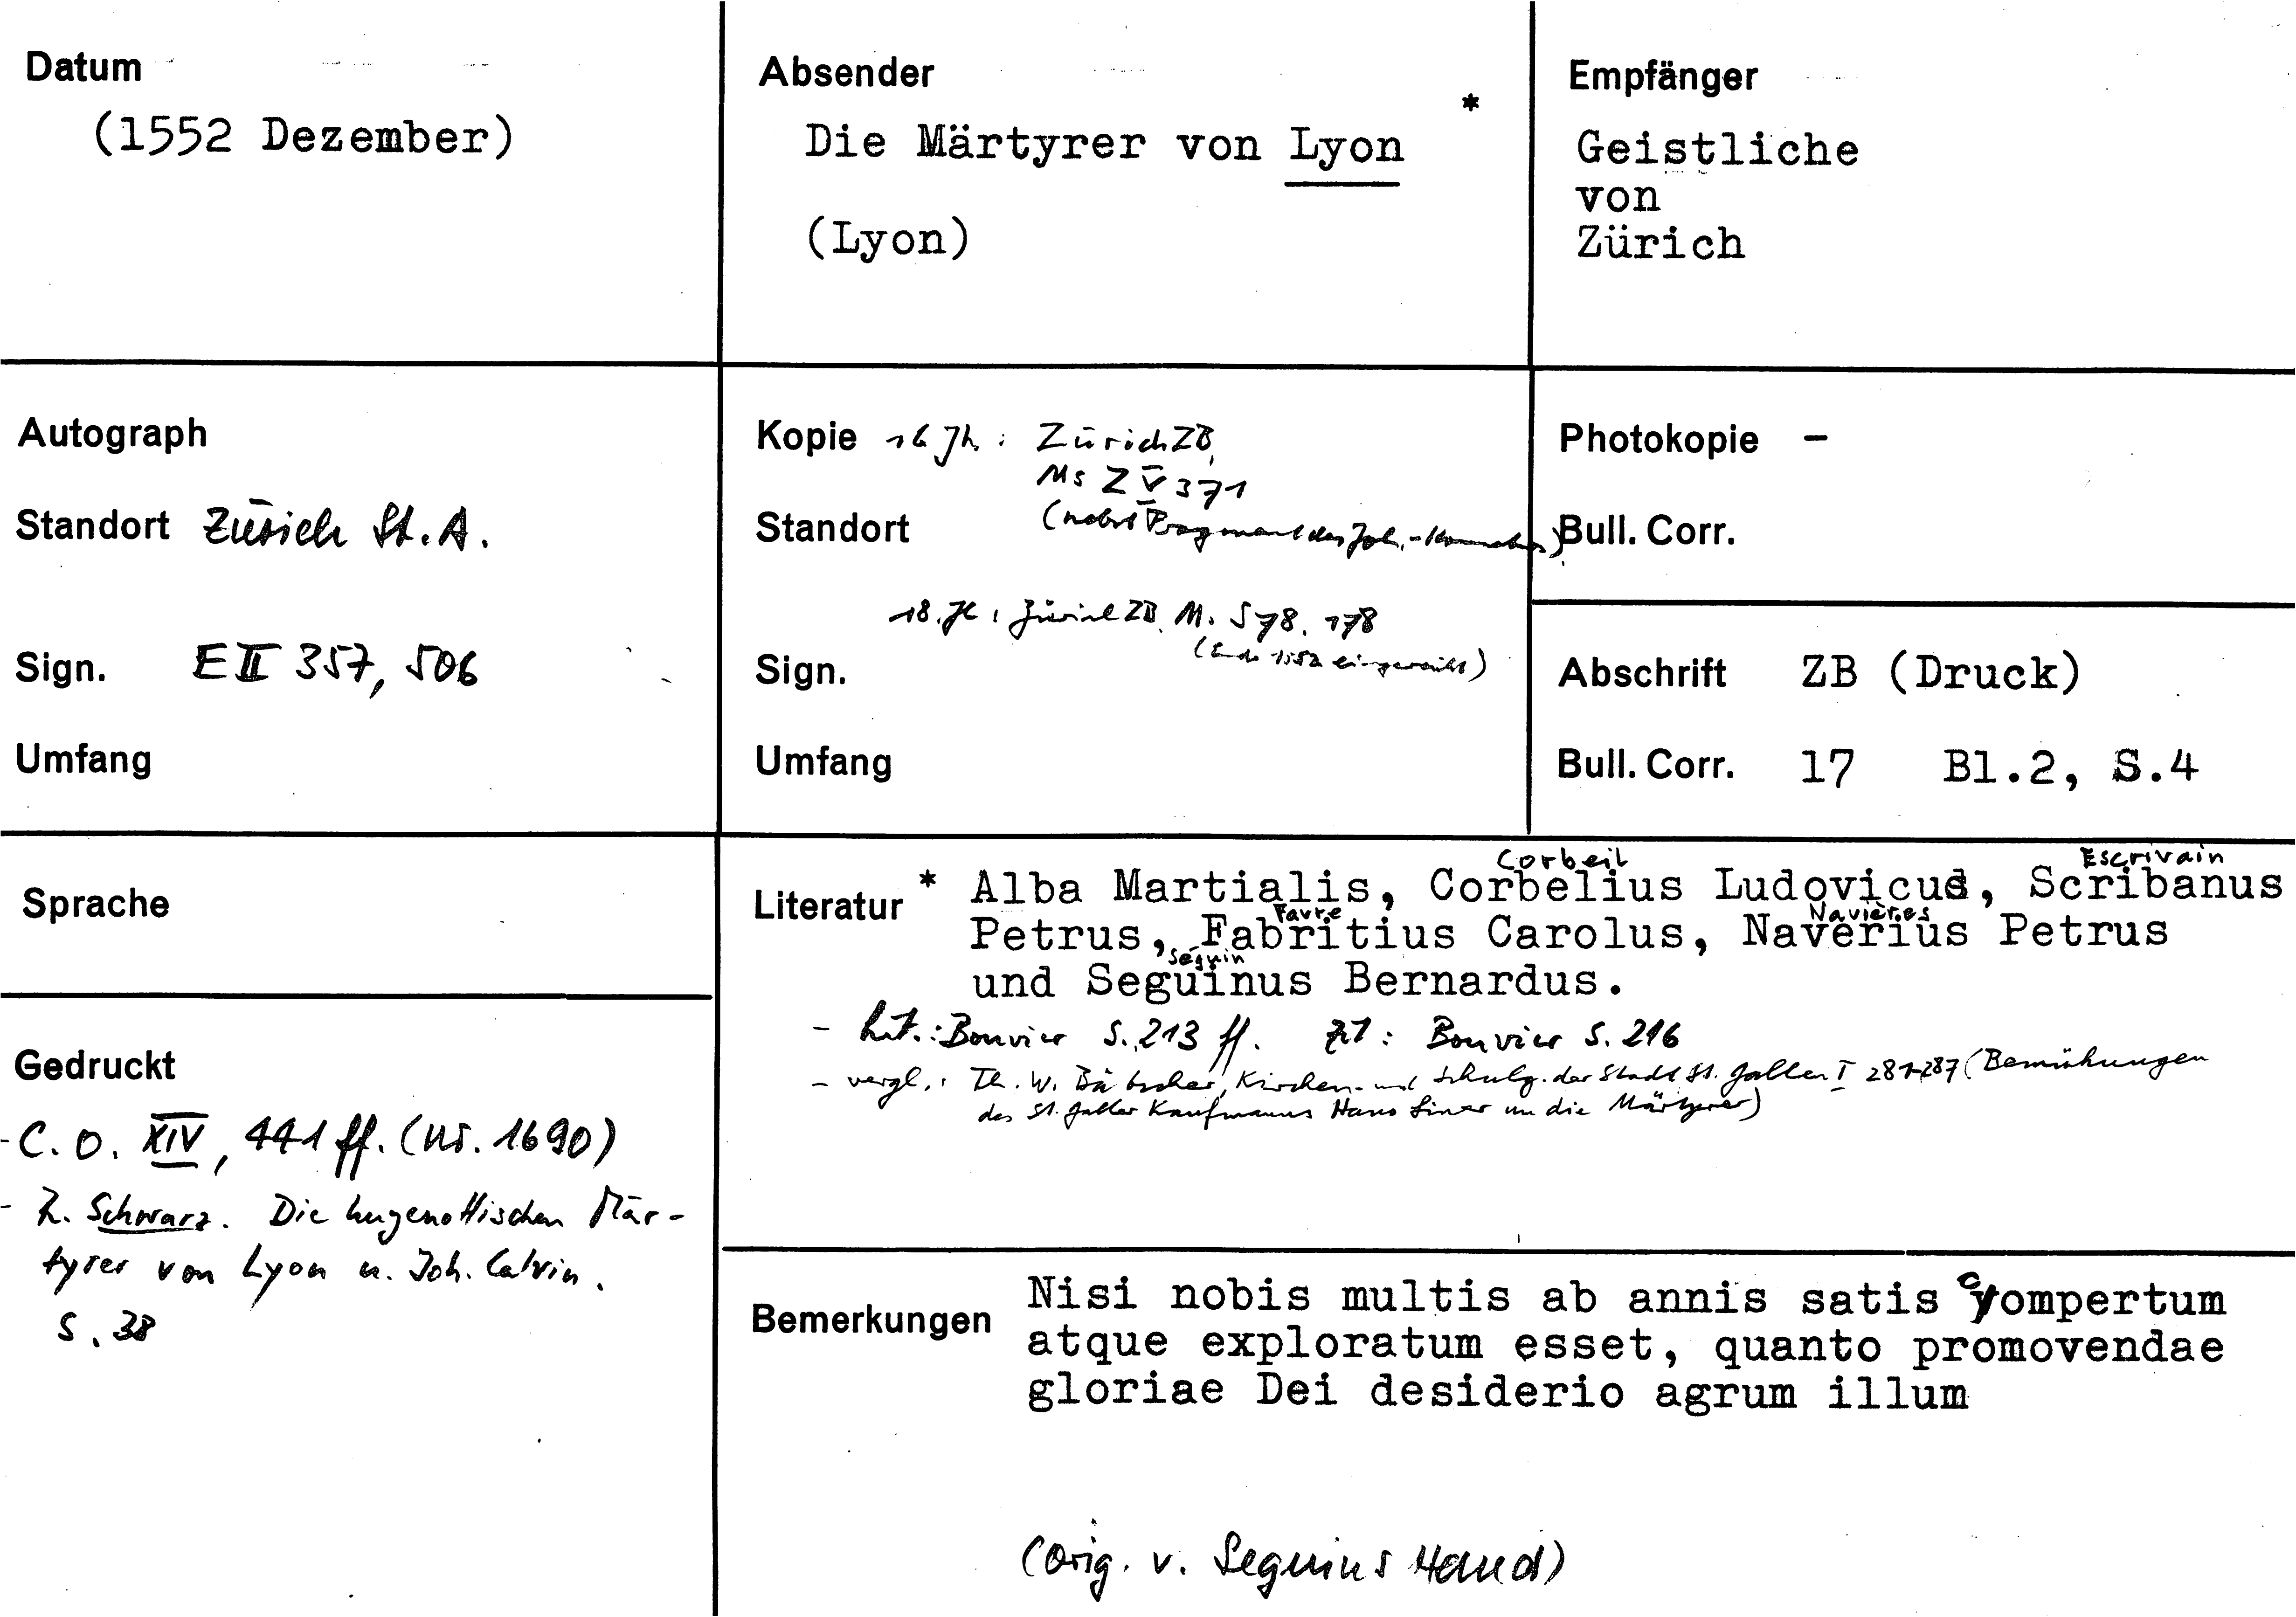 Datum
(1552 Dezember)
Absender
*
Die Märtyrer von Lyon
(Lyon)
Empfänger
Geistliche
von
Zürich
Autograph
Standort Zürich St. A.
Sign. E II 357, 506
Umfang
Kopie 16 Jh.: Zürich ZB,
Ms Z V 371
Standort (nebst Fragment des Joh.-)
18. Jh: Zürich ZB. Ms. S 78. 178
(Ende 1552 eingereiht)
Sign.
Umfang
Photokopie –
Bull. Corr.
Abschrift ZB (Druck)
Bull. Corr. 17 Bl.2, S.4
Sprache
Gedruckt
- C. O. XIV, 441 ff. (Nr. 1690)
- R. Schwarz. Die hugenottischen Mär-
tyrer von Lyon u. Joh. Calvin.
S. 38
Corbeil Escrivain
Literatur * Alba Martialis, Corbelius Ludovicus, Scribanus
Favre Navières
Petrus, Fabritius Carolus, Naverius Petrus
Seguin
und Seguinus Bernardus.
- Lit.: Bouvier S. 213 ff. Zit: Bouvier S. 216
- vergl.: Th. W. Bätscher, Kirchen- und Schulg. der Stadt St. Gallen I 281-287 (Bemühungen
des St. Galler Kaufmanns Hans Liner um die Märtyrer)
Bemerkungen Nisi nobis multis ab annis satis compertum
atque exploratum esset, quanto promovendae
gloriae Dei desiderio agrum illum
(Orig. v. Seguins Hand)